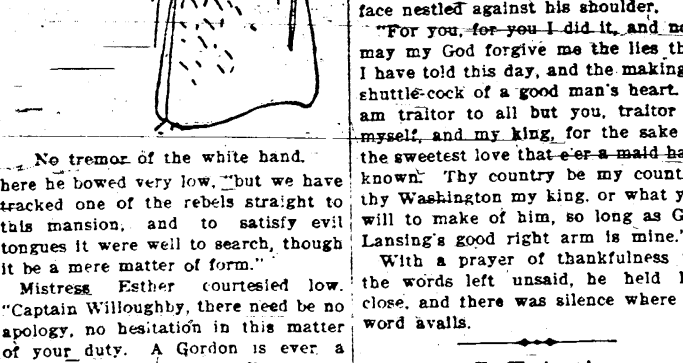 No tremor of the white hand.
here he bowed very low, "but we have
tracked one of the rebels straight to
this mansion, and to satisfy evil
tongues it were well to search, though
it be a mere matter of form."
Mistress Esther courtesied low.
"Captain Willoughby, there need be no
apology, no hesitation in this matter
of your duty. A Gordon is ever a
face nestled against his shoulder.
"For you, for you I did it, and
may my God forgive me the lies
I have told this day, and the making
shuttle-cock of a good man's heart.
am traitor to all but you, traitor
myself, and my king, for the sake
the sweetest love that e'er a maid
known. Thy country be my
thy Washington my king, or what
will to make of him, so long as
Lansing's good right arm is mine."
With a prayer of thankfulness
the words left unsaid, he held
close, and there was silence where
word avails.